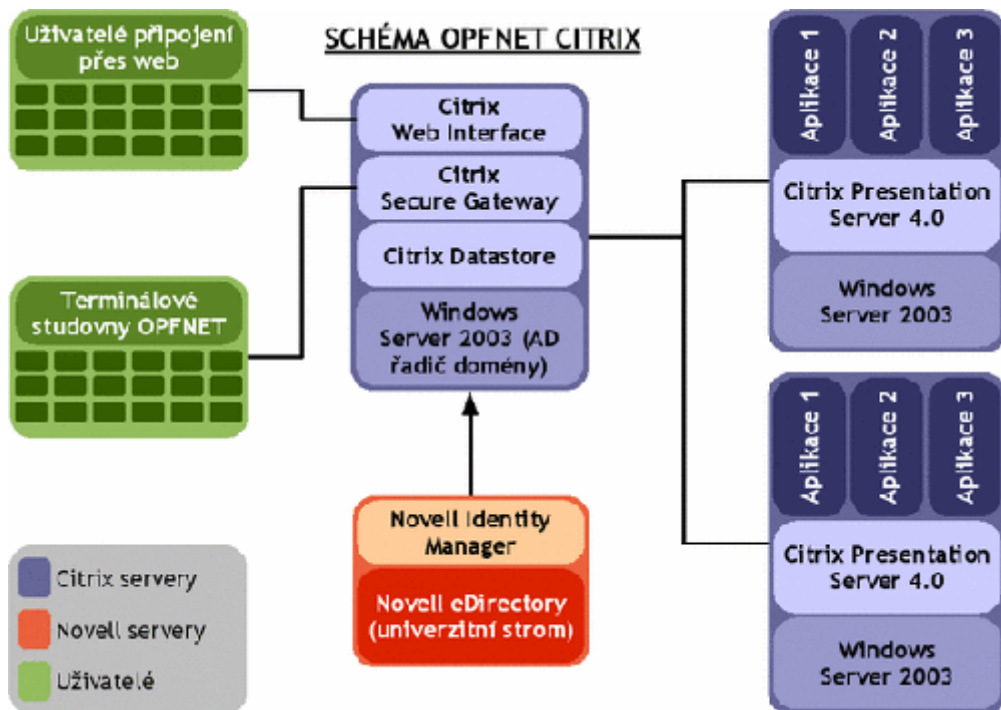 SCHÉMA OPFNET CITRIX
Uživatelé připojení
přes web
Terminálové
studovny OPFNET
Citrix
Web Interface
Citrix
Secure Gateway
Citrix Datastore
Windows
Server 2003 (AD
řadič domény)
Novell Identity
Manager
Novell eDirectory
(univerzitní strom)
Aplikace 1
Aplikace 2
Aplikace 3
Citrix Presentation
Server 4.0
Windows
Server 2003
Aplikace 1
Aplikace 2
Aplikace 3
Citrix Presentation
Server 4.0
Windows
Server 2003
Citrix servery
Novell servery
Uživatelé